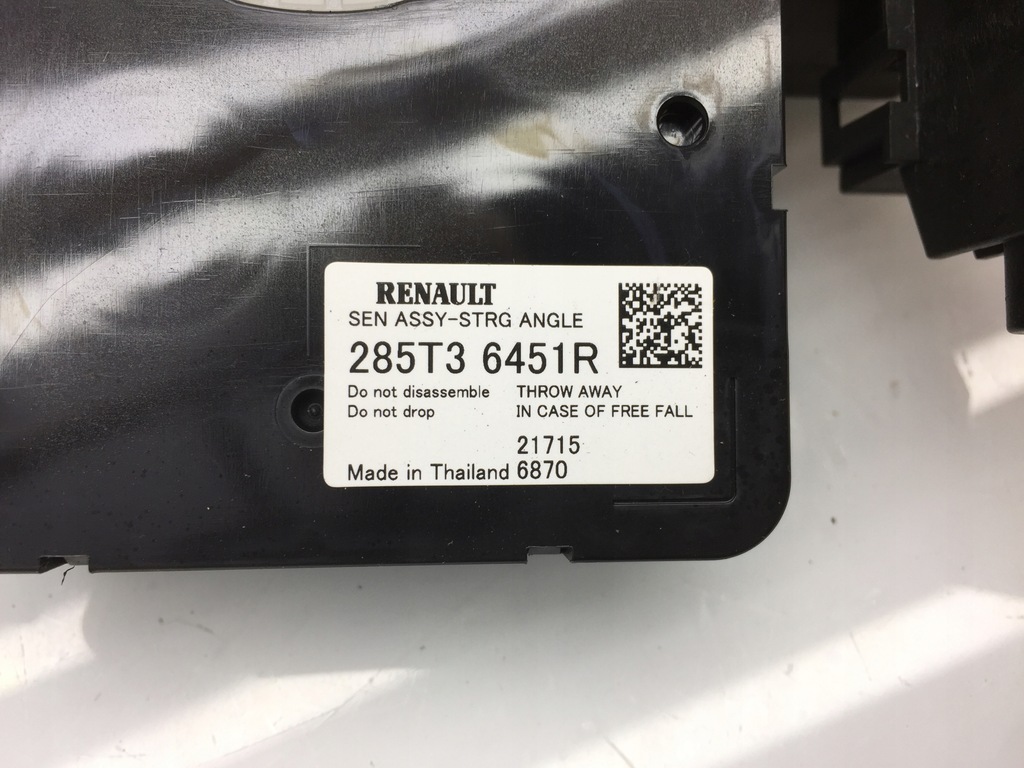 RENAULT
SEN ASSY-STRG ANGLE
285T3 6451R
Do not disassemble THROW AWAY
Do not drop IN CASE OF FREE FALL
21715
Made in Thailand 6870